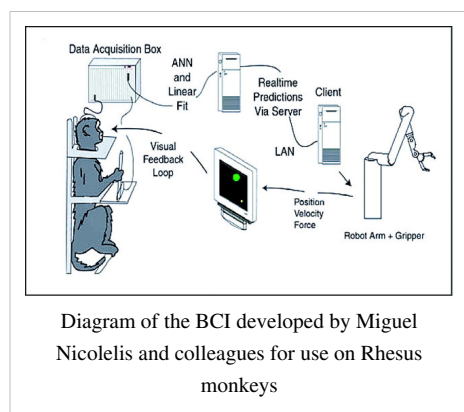 Data Acquisition Box
ANN
and
Linear
Fit
Realtime
Predictions
Via Server
Client
LAN
Visual
Feedback
Loop
Position
Velocity
Force
Robot Arm + Gripper
Diagram of the BCI developed by Miguel
Nicolelis and colleagues for use on Rhesus
monkeys